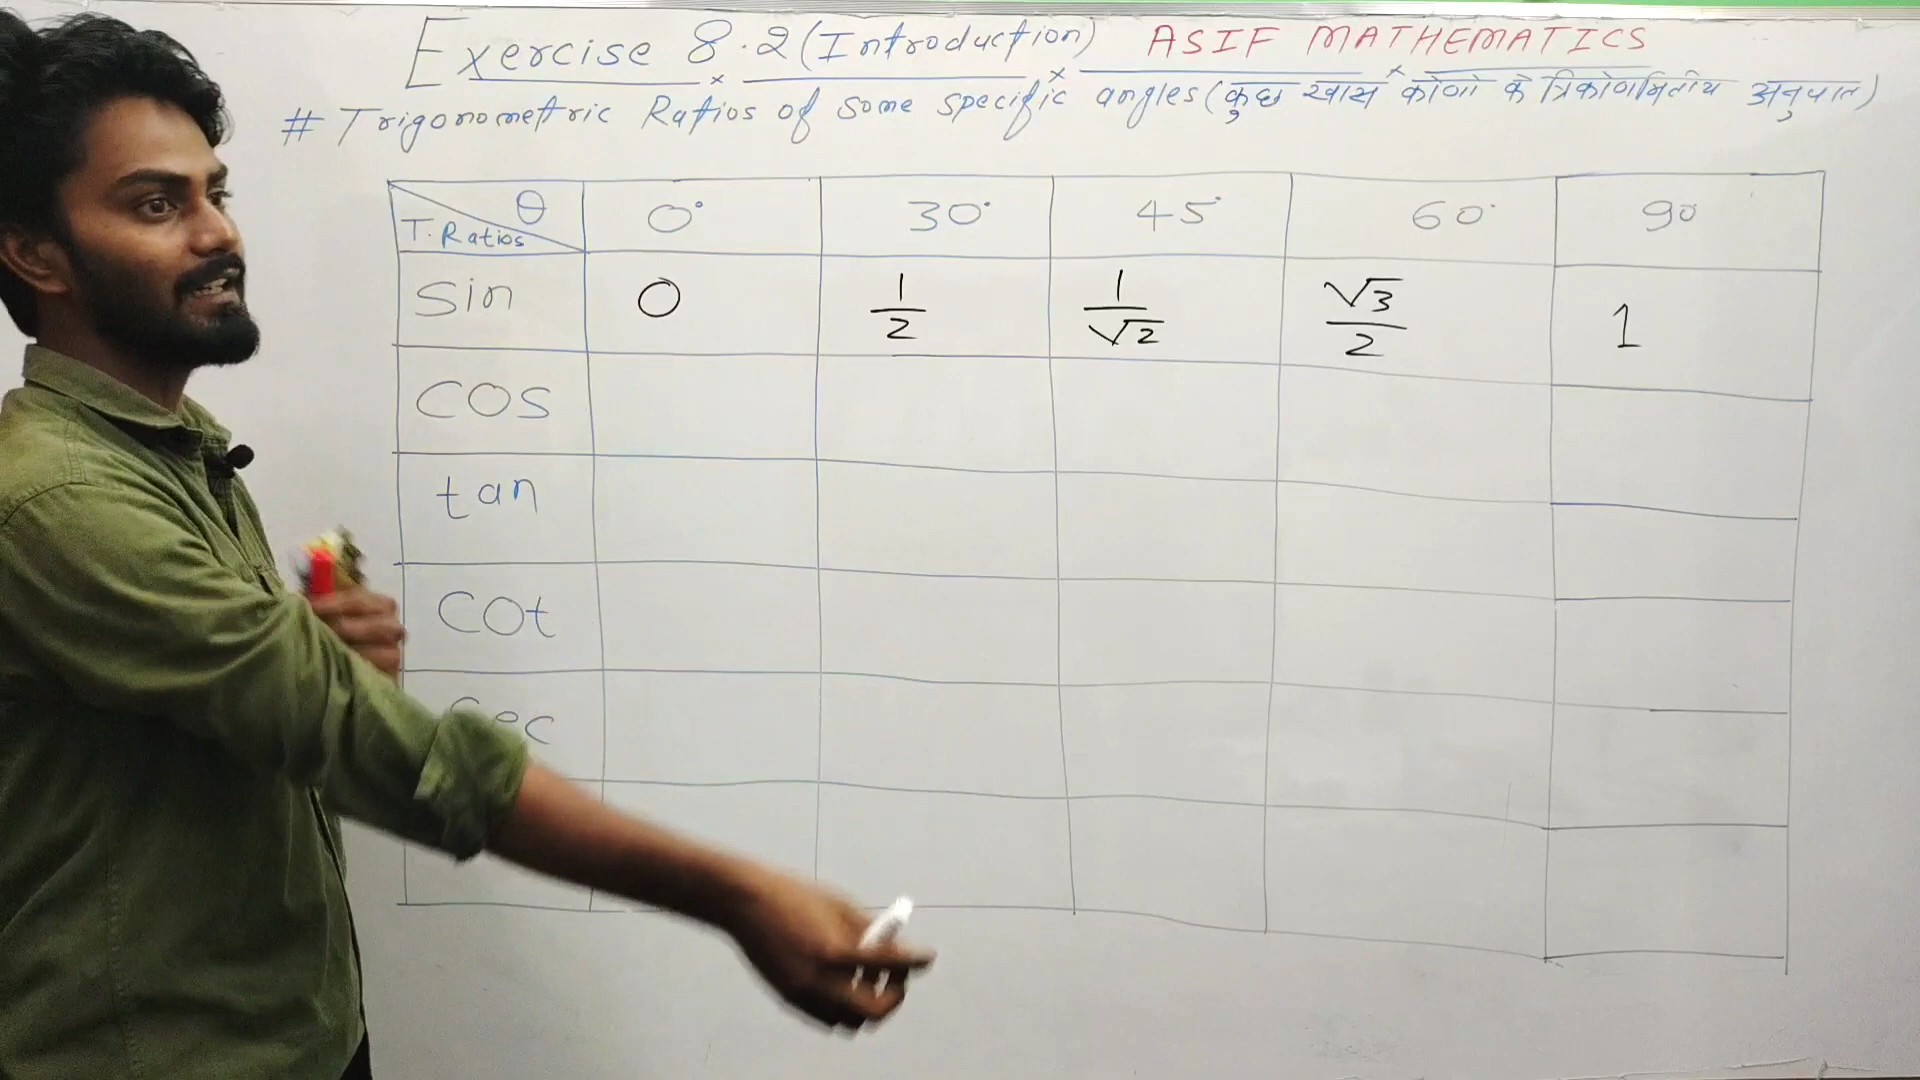 Exercise 8.2 (Introduction) ASIF MATHEMATICS
# Trigonometric Ratios of some specific angles (कुछ खास कोणो के त्रिकोणमितीय अनुपात)
θ T. Ratios 0° 30° 45° 60° 90
Sin 0 1/2 1/√2 √3/2 1
COS
tan
COt
Sec